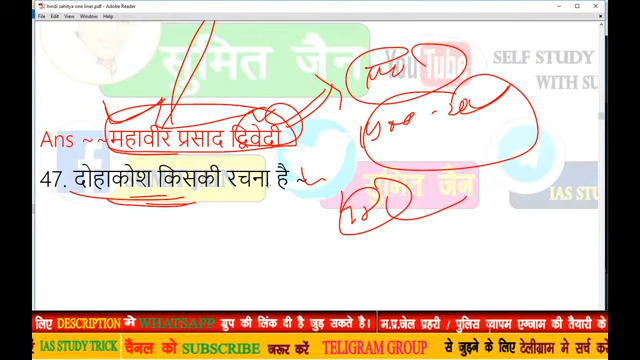 hindi sahitya one liner.pdf - Adobe Reader
File Edit View Window Help
सुमित जैन
YouTube
SELF STUDY
WITH SU
Ans ~~महावीर प्रसाद द्विवेदी
47. दोहाकोश किसकी रचना है ~
सुमित जैन
IAS STUDY
लिए DESCRIPTION मे WHATSAPP ग्रुप की लिंक दी है जुड़ सकते है।
म.प्र.जेल प्रहरी / पुलिस व्यापम एग्जाम की तैयारी के
IAS STUDY TRICK चैनल को SUBSCRIBE जरूर करें TELIGRAM GROUP
से जुड़ने के लिए टेलीग्राम में सर्च करें